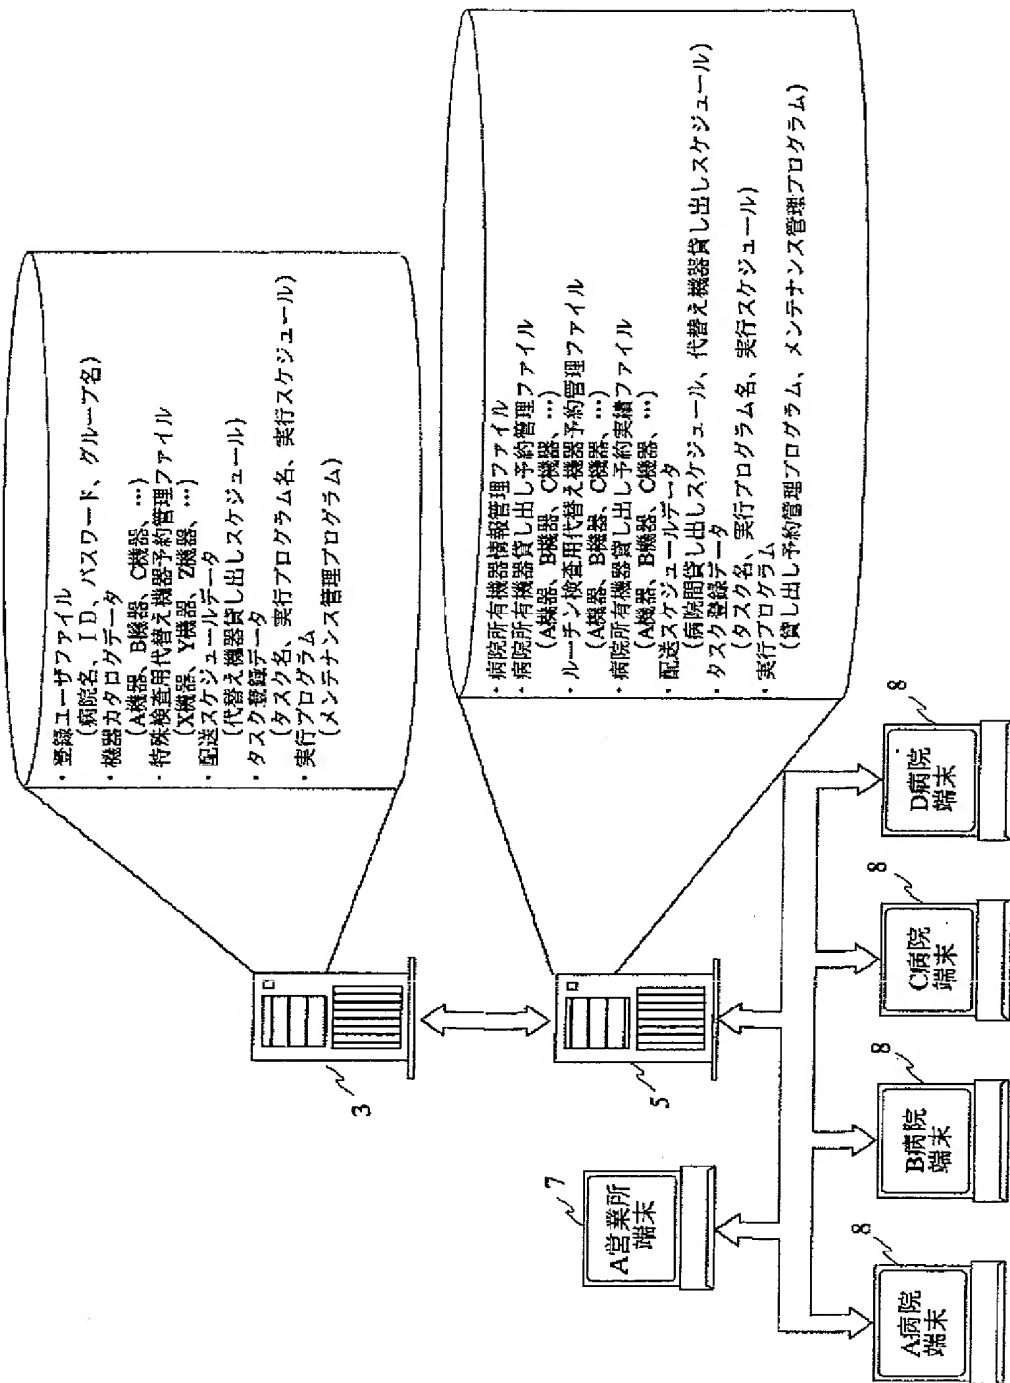 ・登録ユーザファイル
(病院名、ID、パスワード、グループ名)
・機器カタログデータ
(A機器、B機器、C機器、…)
・特殊検査用代替え機器予約管理ファイル
(X機器、Y機器、Z機器、…)
・配送スケジュールデータ
(代替え機器貸し出しスケジュール)
・タスク登録データ
(タスク名、実行プログラム名、実行スケジュール)
・実行プログラム
(メンテナンス管理プログラム)
3
・病院所有機器情報管理ファイル
・病院所有機器貸し出し予約管理ファイル
(A機器、B機器、C機器、…)
・ルーチン検査用代替え機器予約管理ファイル
(A機器、B機器、C機器、…)
・病院所有機器貸し出し予約実績ファイル
(A機器、B機器、C機器、…)
・配送スケジュールデータ
(病院間貸し出しスケジュール、代替え機器貸し出しスケジュール)
・タスク登録データ
(タスク名、実行プログラム名、実行スケジュール)
・実行プログラム
(貸し出し予約管理プログラム、メンテナンス管理プログラム)
5
7
A営業所
端末
8
A病院
端末
8
B病院
端末
8
C病院
端末
8
D病院
端末